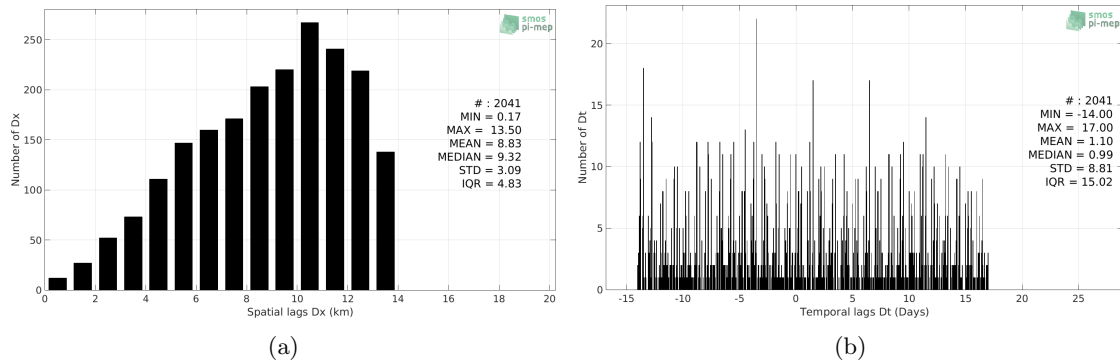 smos
pi-mep
250
200
150
100
50
0
Number of Dx
# : 2041
MIN = 0.17
MAX = 13.50
MEAN = 8.83
MEDIAN = 9.32
STD = 3.09
IQR = 4.83
0 2 4 6 8 10 12 14 16 18 20
Spatial lags Dx (km)
(a)
smos
pi-mep
20
15
10
5
0
Number of Dt
# : 2041
MIN = -14.00
MAX = 17.00
MEAN = 1.10
MEDIAN = 0.99
STD = 8.81
IQR = 15.02
-15 -10 -5 0 5 10 15 20 25
Temporal lags Dt (Days)
(b)